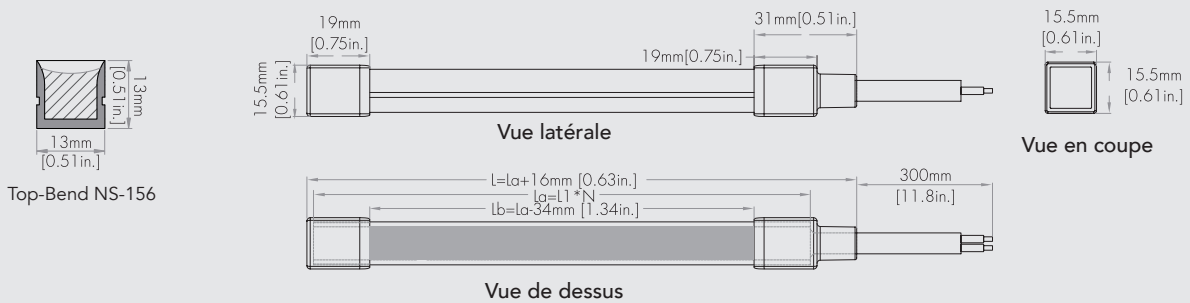 13mm
[0.51in.]
13mm
[0.51in.]
Top-Bend NS-156
19mm
[0.75in.]
31mm[0.51in.]
19mm[0.75in.]
15.5mm
[0.61in.]
Vue latérale
15.5mm
[0.61in.]
15.5mm
[0.61in.]
Vue en coupe
L=La+16mm [0.63in.]
La=L1*N
Lb=La-34mm [1.34in.]
300mm
[11.8in.]
Vue de dessus